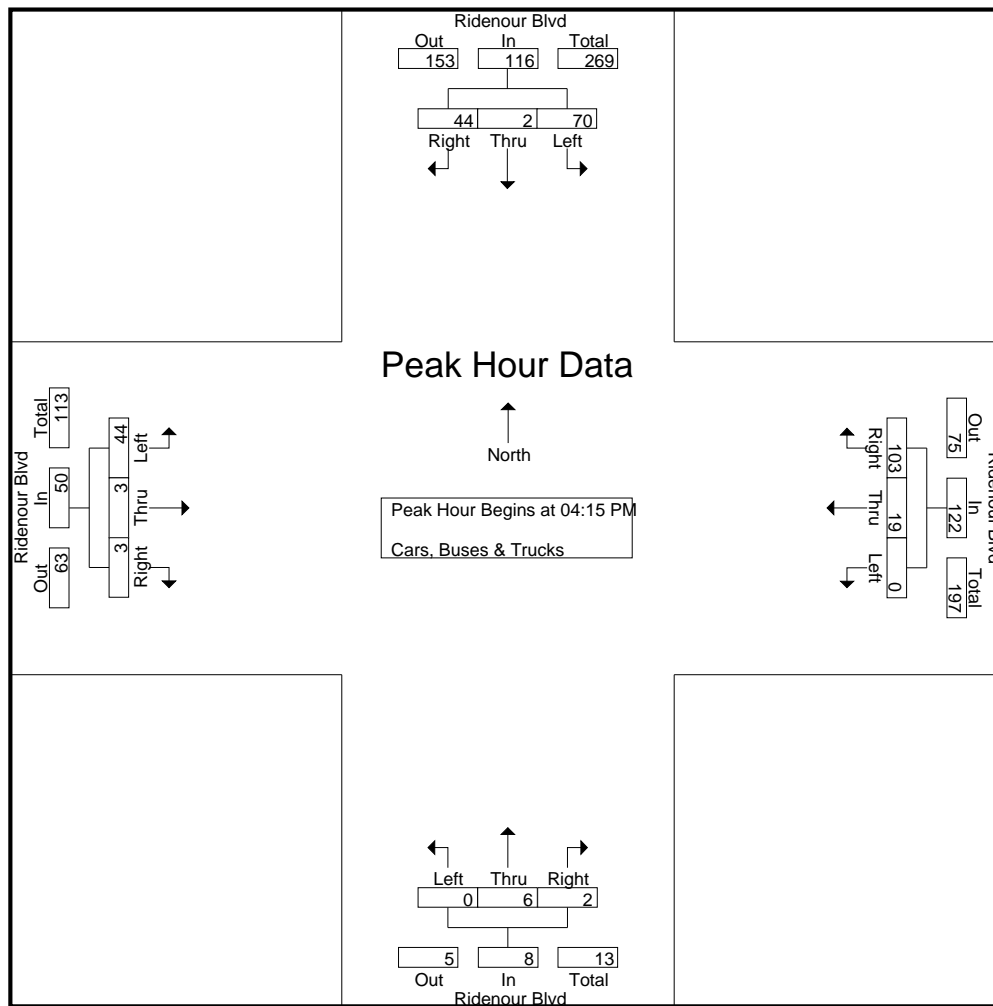 Ridenour Blvd
Out In Total
153 116 269
44 2 70
Right Thru Left
Peak Hour Data
North
Peak Hour Begins at 04:15 PM
Cars, Buses & Trucks
Ridenour Blvd
Total In Out
113 50 63
44 3 3
Left Thru Right
Right Thru Left
103 19 0
75 122 197
Out In Total
Ridenour Blvd
Left Thru Right
0 6 2
5 8 13
Out In Total
Ridenour Blvd